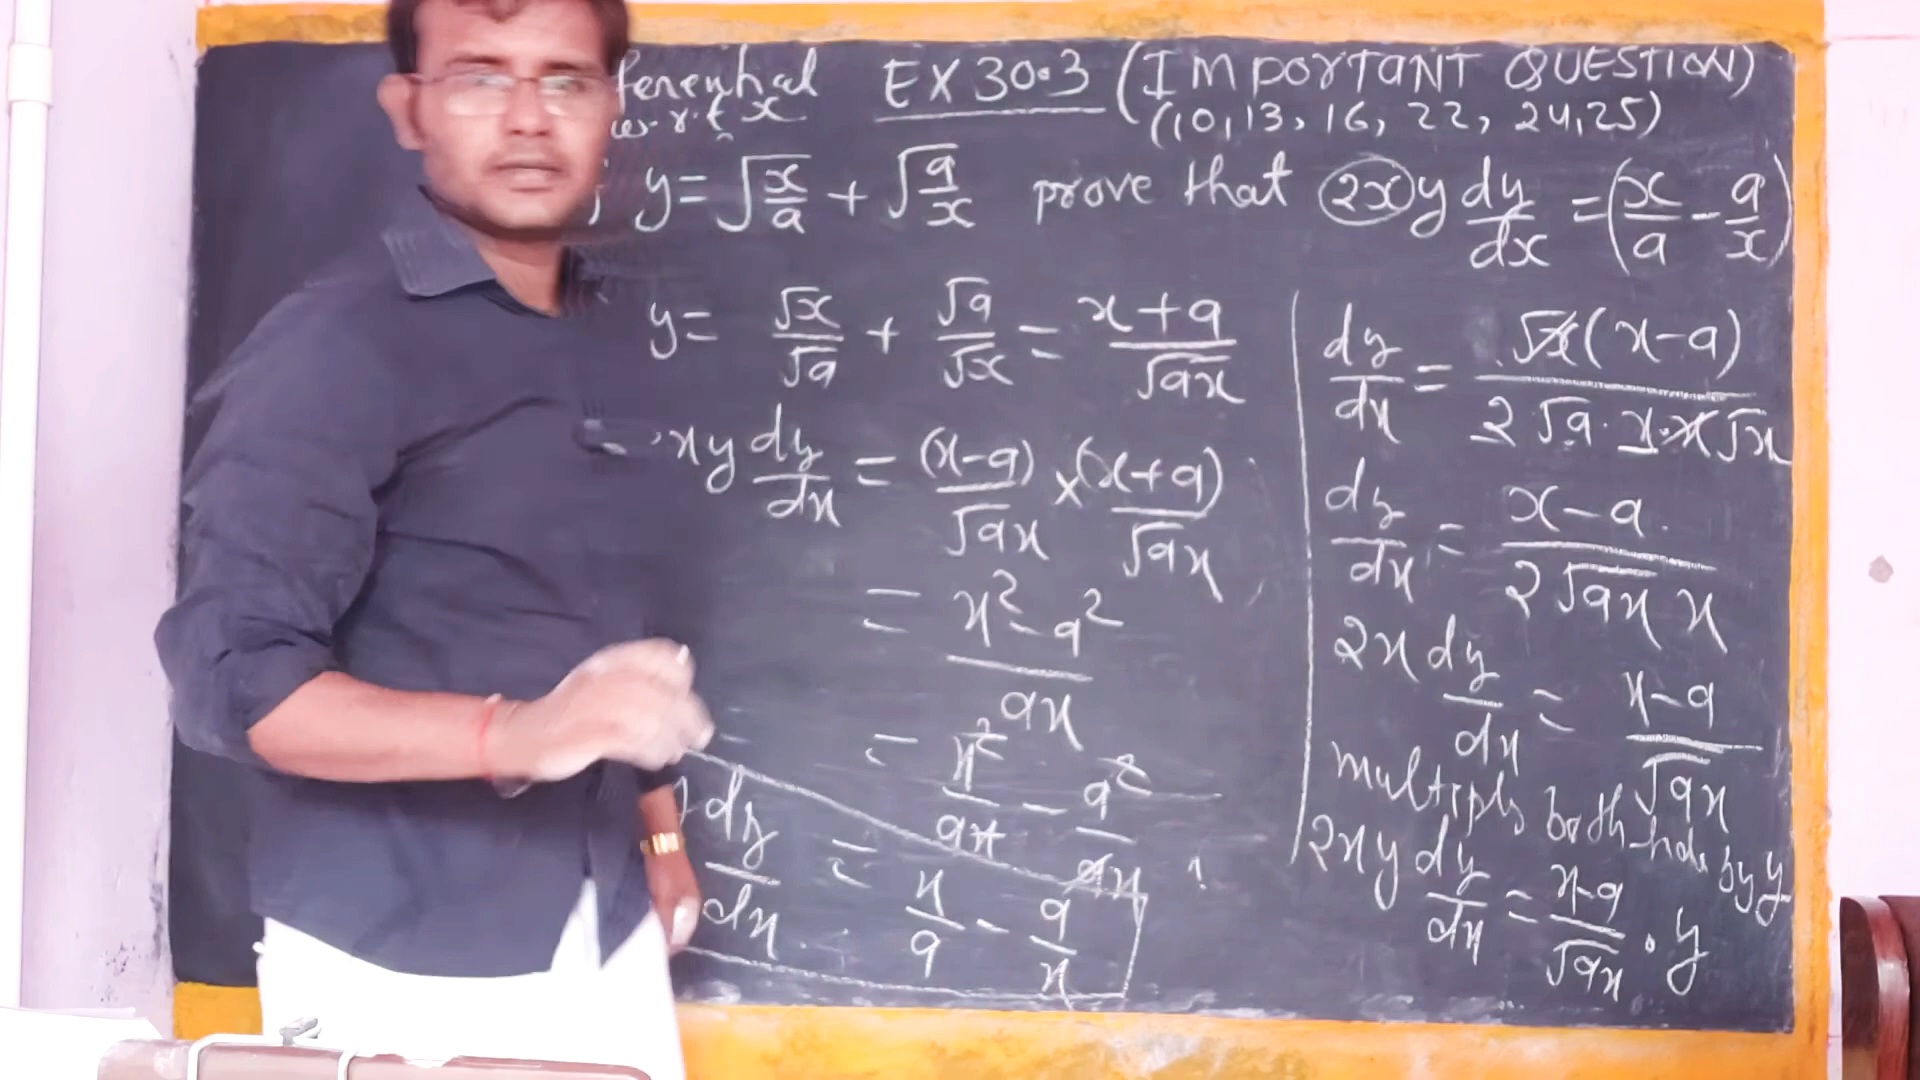 ferential EX 30.3 (IMPORTANT QUESTION)
w.r.t x (10,13, 16, 22, 24,25)
y=√(x/a) + √(a/x) prove that 2xy dy/dx = (x/a - a/x)
y= √x/√a + √a/√x = x+a/√ax
xy dy/dx = (x-a)/√ax × (x+a)/√ax
= x²-a²/ax
= x²/ax - a²/ax
dy/dx = x/a - a/x
dy/dx = √x(x-a)/2√a.x.x√x
dy/dx = x-a/2√ax x
2x dy/dx = x-a/√ax
multiply both side by y
2xy dy/dx = x-a/√ax . y